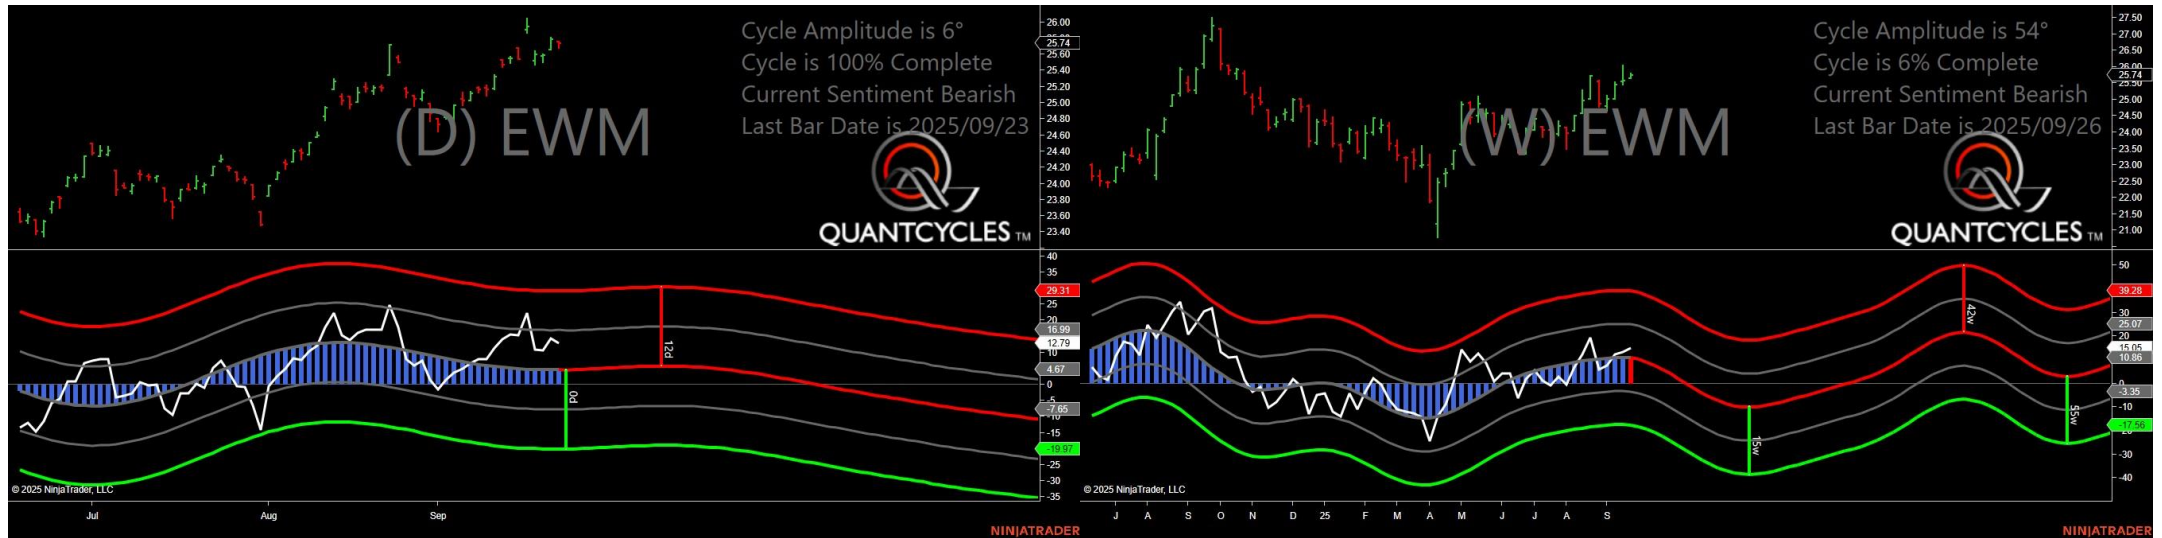 Cycle Amplitude is 6°
Cycle is 100% Complete
Current Sentiment Bearish
Last Bar Date is 2025/09/23
(D) EWM
QUANTCYCLES TM
26.00
25.74
25.60
25.40
25.20
25.00
24.80
24.60
24.40
24.20
24.00
23.80
23.60
23.40
40
35
29.31
25
20
16.99
12.79
10
4.67
0
-5
-7.65
-10
-15
-19.97
-25
-30
-35
12d
0d
© 2025 NinjaTrader, LLC
Jul Aug Sep
NINJATRADER
Cycle Amplitude is 54°
Cycle is 6% Complete
Current Sentiment Bearish
Last Bar Date is 2025/09/26
(W) EWM
QUANTCYCLES TM
27.50
27.00
26.50
26.00
25.74
25.50
25.00
24.50
24.00
23.50
23.00
22.50
22.00
21.50
21.00
50
39.28
30
25.07
20
15.05
10.86
0
-3.35
-10
-17.56
-20
-30
-40
42w
15w
55w
© 2025 NinjaTrader, LLC
J A S O N D 25 F M A M J J A S
NINJATRADER